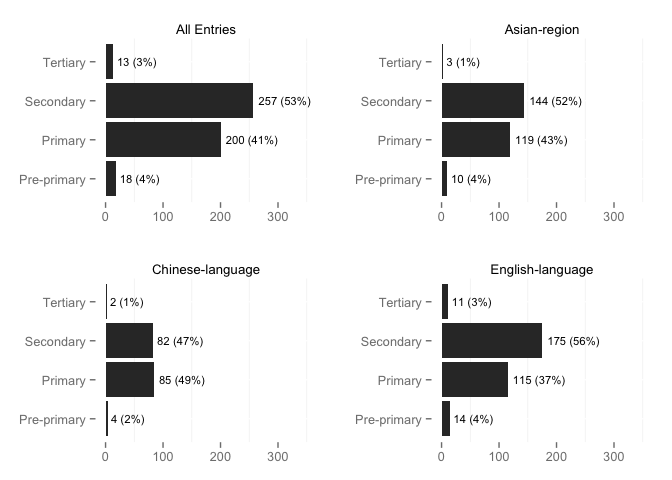 All Entries
Tertiary
13 (3%)
Secondary
257 (53%)
Primary
200 (41%)
Pre-primary
18 (4%)
0 100 200 300
Asian-region
Tertiary
3 (1%)
Secondary
144 (52%)
Primary
119 (43%)
Pre-primary
10 (4%)
0 100 200 300
Chinese-language
Tertiary
2 (1%)
Secondary
82 (47%)
Primary
85 (49%)
Pre-primary
4 (2%)
0 100 200 300
English-language
Tertiary
11 (3%)
Secondary
175 (56%)
Primary
115 (37%)
Pre-primary
14 (4%)
0 100 200 300